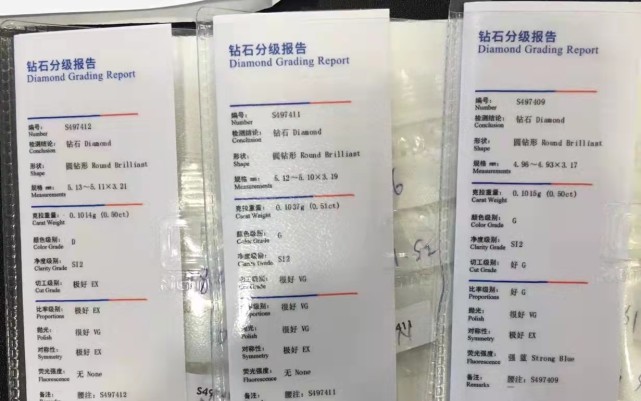 钻石分级报告
Diamond Grading Report
编号： S497412
Number
检测结论： 钻石 Diamond
Conclusion
形状： 圆钻形 Round Brilliant
Shape
规格 mm： 5.13~5.11×3.21
Measurements
克拉重量： 0.1014g (0.50ct)
Carat Weight
颜色级别： D
Color Grade
净度级别： SI2
Clarity Grade
切工级别： 极好 EX
Cut Grade
比率级别： 极好 EX
Proportions
抛光： 很好 VG
Polish
对称性： 极好 EX
Symmetry
荧光强度： 无 None
Fluorescence
备注： 腰注：S497412
钻石分级报告
Diamond Grading Report
编号： S497411
Number
检测结论： 钻石 Diamond
Conclusion
形状： 圆钻形 Round Brilliant
Shape
规格 mm： 5.12~5.10×3.19
Measurements
克拉重量： 0.1037g (0.51ct)
Carat Weight
颜色级别： G
Color Grade
净度级别： SI2
Clarity Grade
切工级别： 很好 VG
Cut Grade
比率级别： 很好 VG
Proportions
抛光： 很好 VG
Polish
对称性： 极好 EX
Symmetry
荧光强度： 无 None
Fluorescence
备注： 腰注：S497411
钻石分级报告
Diamond Grading Report
编号： S497409
Number
检测结论： 钻石 Diamond
Conclusion
形状： 圆钻形 Round Brilliant
Shape
规格 mm： 4.96~4.93×3.17
Measurements
克拉重量： 0.1015g (0.50ct)
Carat Weight
颜色级别： G
Color Grade
净度级别： SI2
Clarity Grade
切工级别： 好 G
Cut Grade
比率级别： 好 G
Proportions
抛光： 很好 VG
Polish
对称性： 极好 EX
Symmetry
荧光强度： 强 蓝 Strong Blue
Fluorescence
备注： 腰注：S497409
Remarks